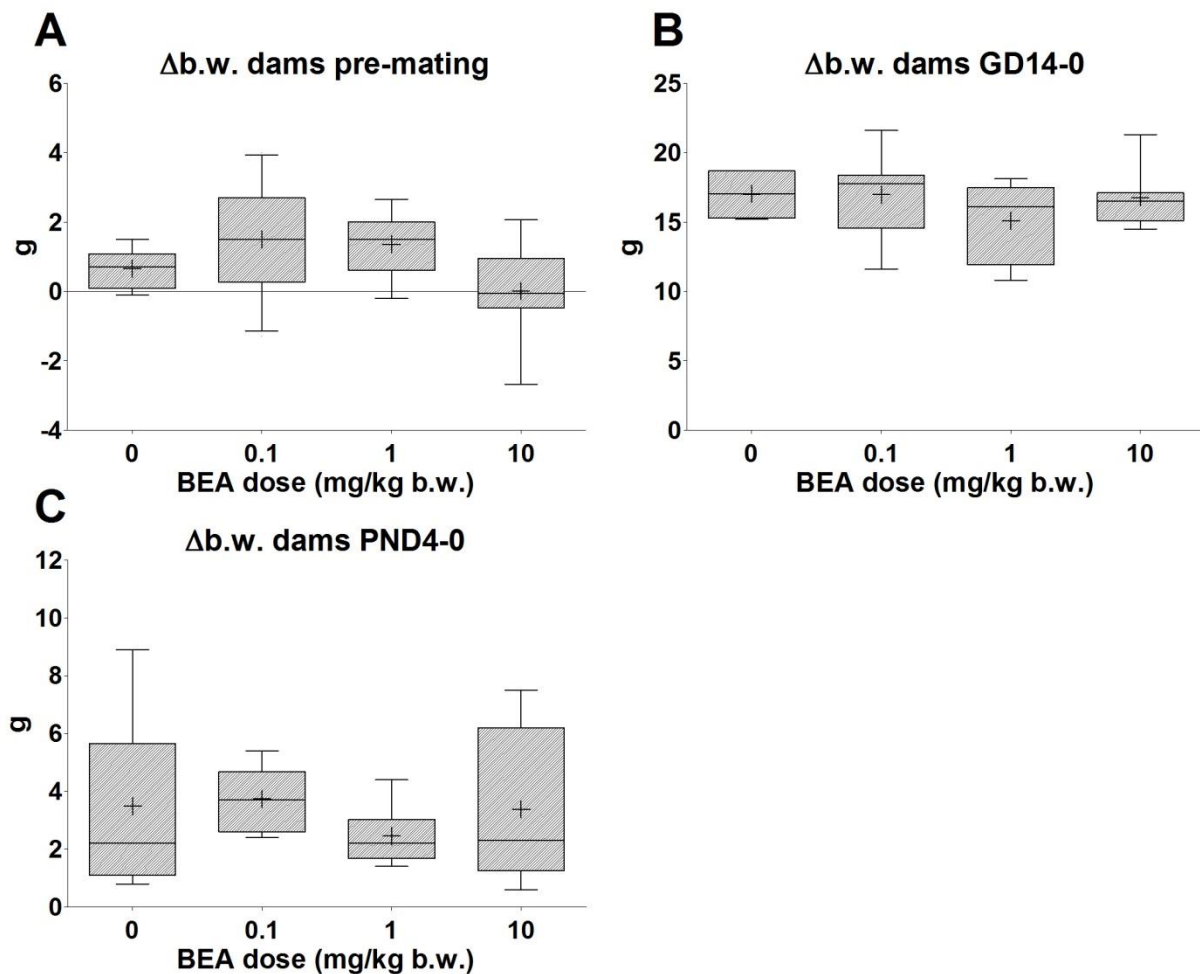 A
Δb.w. dams pre-mating
6
4
2
0
-2
-4
g
0 0.1 1 10
BEA dose (mg/kg b.w.)
B
Δb.w. dams GD14-0
25
20
15
10
5
0
g
0 0.1 1 10
BEA dose (mg/kg b.w.)
C
Δb.w. dams PND4-0
12
10
8
6
4
2
0
g
0 0.1 1 10
BEA dose (mg/kg b.w.)